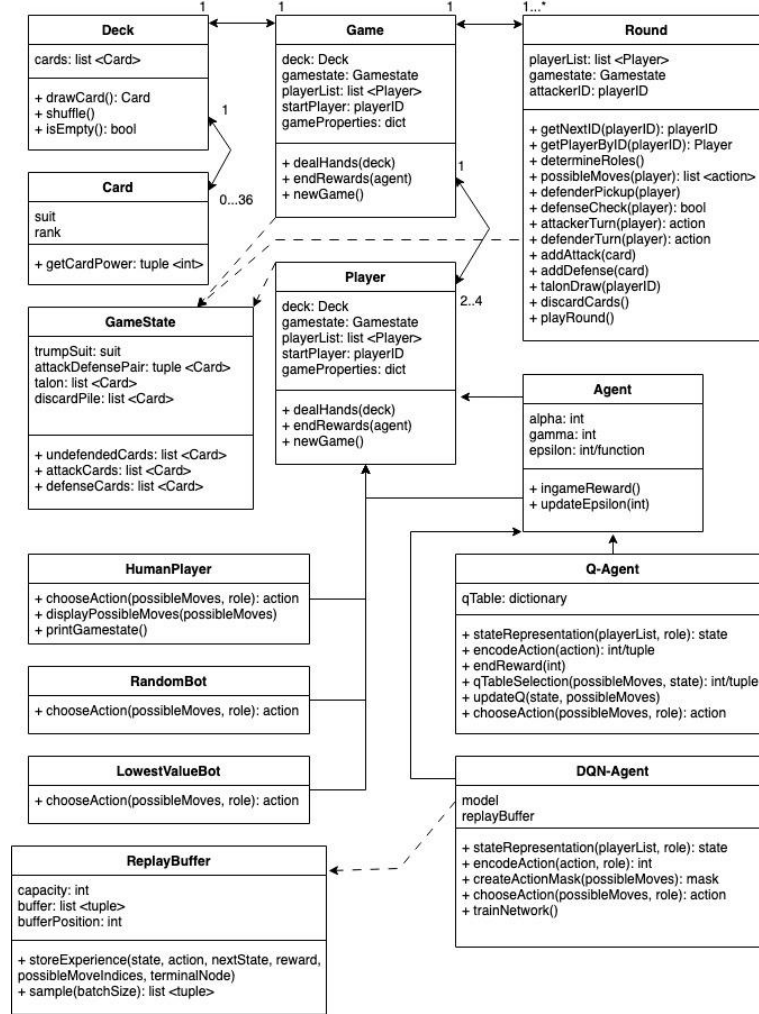 1
1
1
1...*
Deck
cards: list <Card>
+ drawCard(): Card
+ shuffle()
+ isEmpty(): bool
1
0...36
Card
suit
rank
+ getCardPower: tuple <int>
Game
deck: Deck
gamestate: Gamestate
playerList: list <Player>
startPlayer: playerID
gameProperties: dict
+ dealHands(deck)
+ endRewards(agent)
+ newGame()
1
2..4
Round
playerList: list <Player>
gamestate: Gamestate
attackerID: playerID
+ getNextID(playerID): playerID
+ getPlayerByID(playerID): Player
+ determineRoles()
+ possibleMoves(player): list <action>
+ defenderPickup(player)
+ defenseCheck(player): bool
+ attackerTurn(player): action
+ defenderTurn(player): action
+ addAttack(card)
+ addDefense(card)
+ talonDraw(playerID)
+ discardCards()
+ playRound()
GameState
trumpSuit: suit
attackDefensePair: tuple <Card>
talon: list <Card>
discardPile: list <Card>
+ undefendedCards: list <Card>
+ attackCards: list <Card>
+ defenseCards: list <Card>
Player
deck: Deck
gamestate: Gamestate
playerList: list <Player>
startPlayer: playerID
gameProperties: dict
+ dealHands(deck)
+ endRewards(agent)
+ newGame()
Agent
alpha: int
gamma: int
epsilon: int/function
+ ingameReward()
+ updateEpsilon(int)
HumanPlayer
+ chooseAction(possibleMoves, role): action
+ displayPossibleMoves(possibleMoves)
+ printGamestate()
Q-Agent
qTable: dictionary
+ stateRepresentation(playerList, role): state
+ encodeAction(action): int/tuple
+ endReward(int)
+ qTableSelection(possibleMoves, state): int/tuple
+ updateQ(state, possibleMoves)
+ chooseAction(possibleMoves, role): action
RandomBot
+ chooseAction(possibleMoves, role): action
LowestValueBot
+ chooseAction(possibleMoves, role): action
DQN-Agent
model
replayBuffer
+ stateRepresentation(playerList, role): state
+ encodeAction(action, role): int
+ createActionMask(possibleMoves): mask
+ chooseAction(possibleMoves, role): action
+ trainNetwork()
ReplayBuffer
capacity: int
buffer: list <tuple>
bufferPosition: int
+ storeExperience(state, action, nextState, reward,
possibleMoveIndices, terminalNode)
+ sample(batchSize): list <tuple>